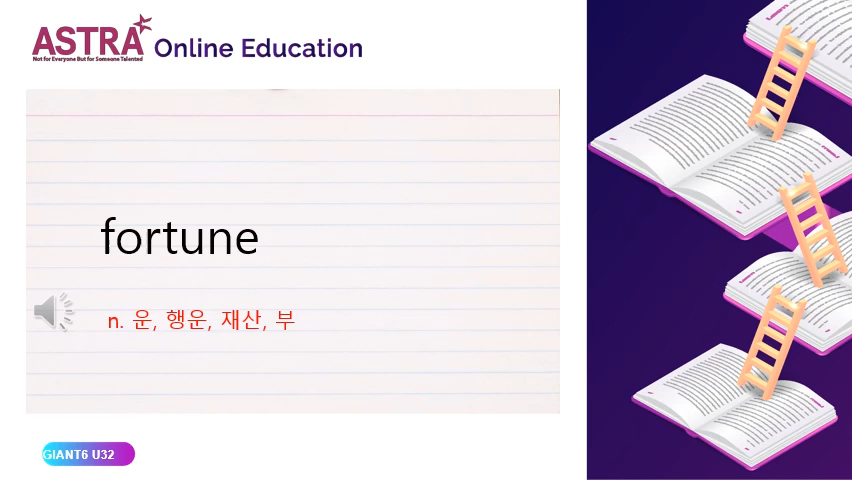 ASTRA
Not for Everyone But for Someone Talented
Online Education
fortune
n. 운, 행운, 재산, 부
GIANT6 U32